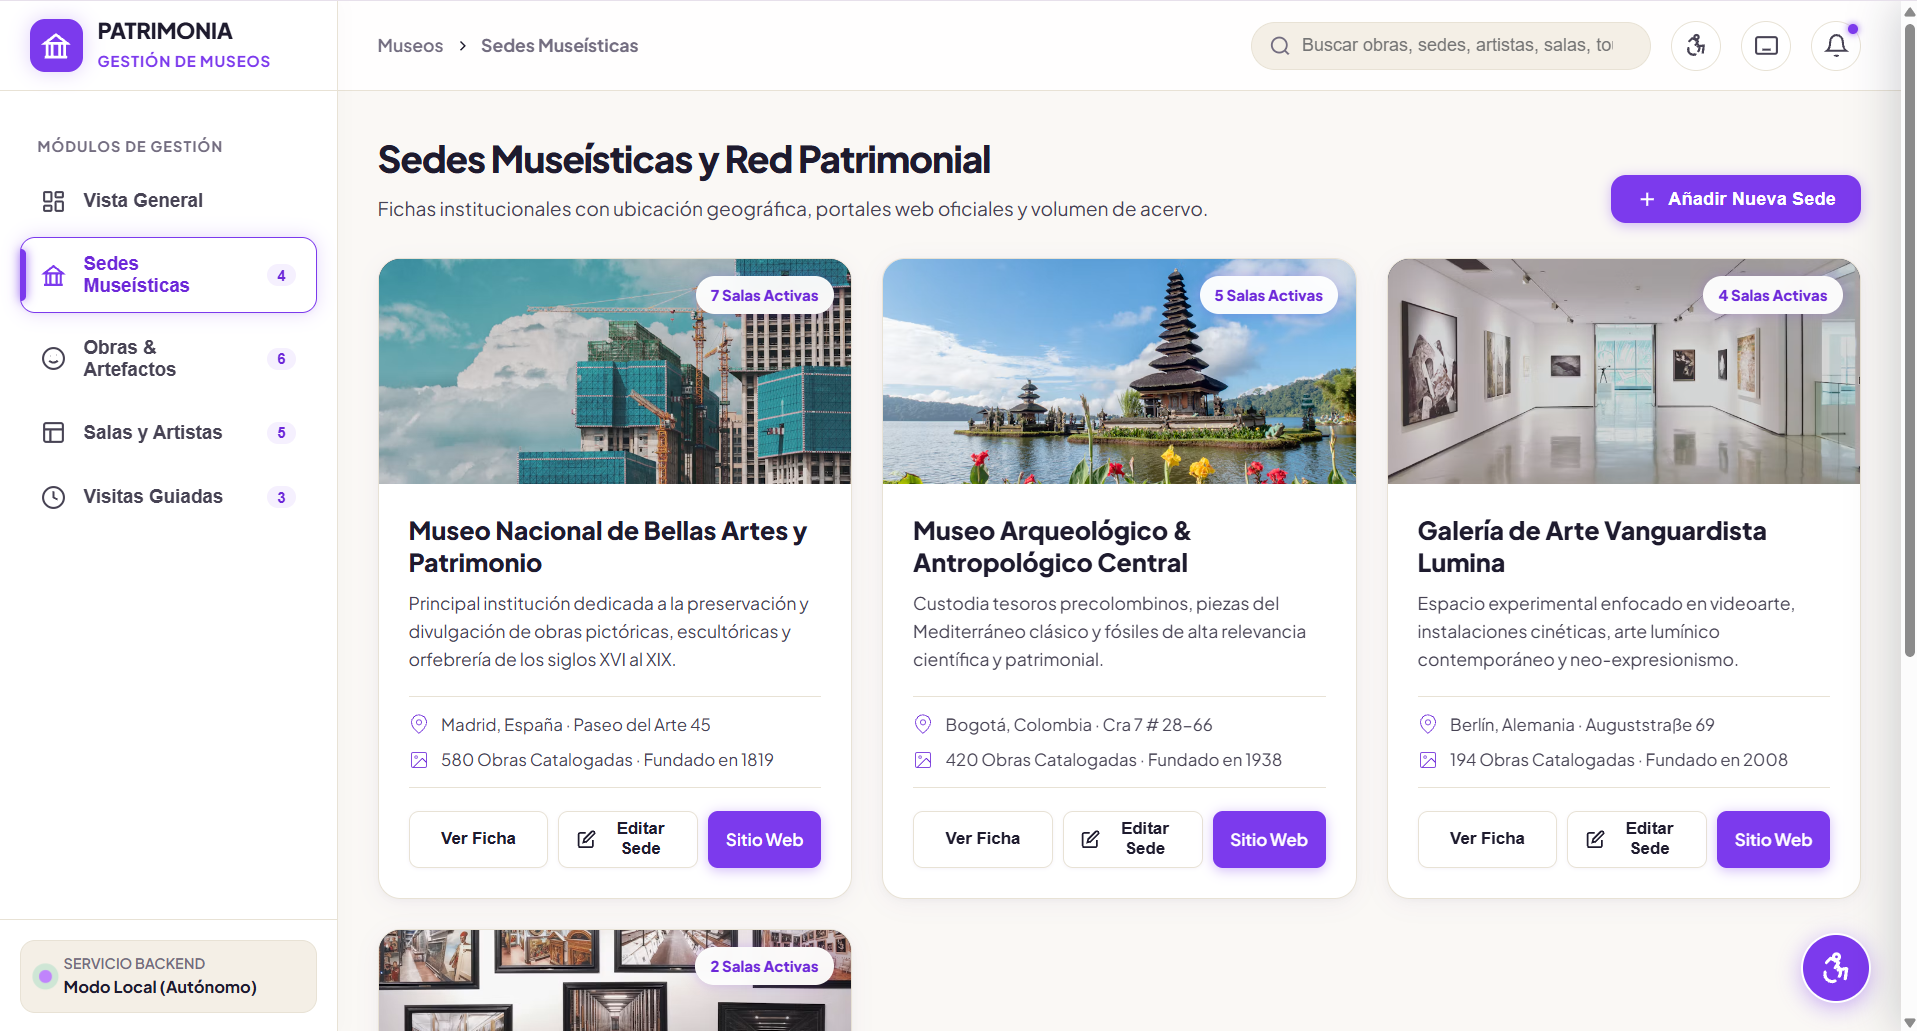 PATRIMONIA
GESTIÓN DE MUSEOS
Museos > Sedes Museísticas
Buscar obras, sedes, artistas, salas, to
MÓDULOS DE GESTIÓN
Vista General
Sedes
Museísticas
4
Obras &
Artefactos
6
Salas y Artistas
5
Visitas Guiadas
3
SERVICIO BACKEND
Modo Local (Autónomo)
Sedes Museísticas y Red Patrimonial
Fichas institucionales con ubicación geográfica, portales web oficiales y volumen de acervo.
+ Añadir Nueva Sede
7 Salas Activas
Museo Nacional de Bellas Artes y
Patrimonio
Principal institución dedicada a la preservación y
divulgación de obras pictóricas, escultóricas y
orfebrería de los siglos XVI al XIX.
Madrid, España · Paseo del Arte 45
580 Obras Catalogadas · Fundado en 1819
Ver Ficha
Editar
Sede
Sitio Web
5 Salas Activas
Museo Arqueológico &
Antropológico Central
Custodia tesoros precolombinos, piezas del
Mediterráneo clásico y fósiles de alta relevancia
científica y patrimonial.
Bogotá, Colombia · Cra 7 # 28-66
420 Obras Catalogadas · Fundado en 1938
Ver Ficha
Editar
Sede
Sitio Web
4 Salas Activas
Galería de Arte Vanguardista
Lumina
Espacio experimental enfocado en videoarte,
instalaciones cinéticas, arte lumínico
contemporáneo y neo-expresionismo.
Berlín, Alemania · Auguststraße 69
194 Obras Catalogadas · Fundado en 2008
Ver Ficha
Editar
Sede
Sitio Web
2 Salas Activas